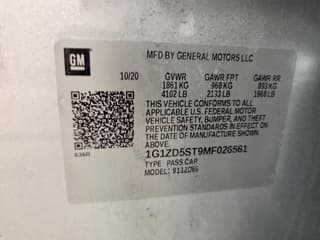 GM
MFD BY GENERAL MOTORS LLC
10/20 GVWR GAWR FRT GAWR RR
1861 KG 968 KG 893 KG
4102 LB 2133 LB 1968 LB
THIS VEHICLE CONFORMS TO ALL
APPLICABLE U.S. FEDERAL MOTOR
VEHICLE SAFETY, BUMPER, AND THEFT
PREVENTION STANDARDS IN EFFECT ON
THE DATE OF MANUFACTURE SHOWN
ABOVE.
1G1ZD5ST9MF026561
TYPE: PASS CAR
MODEL: